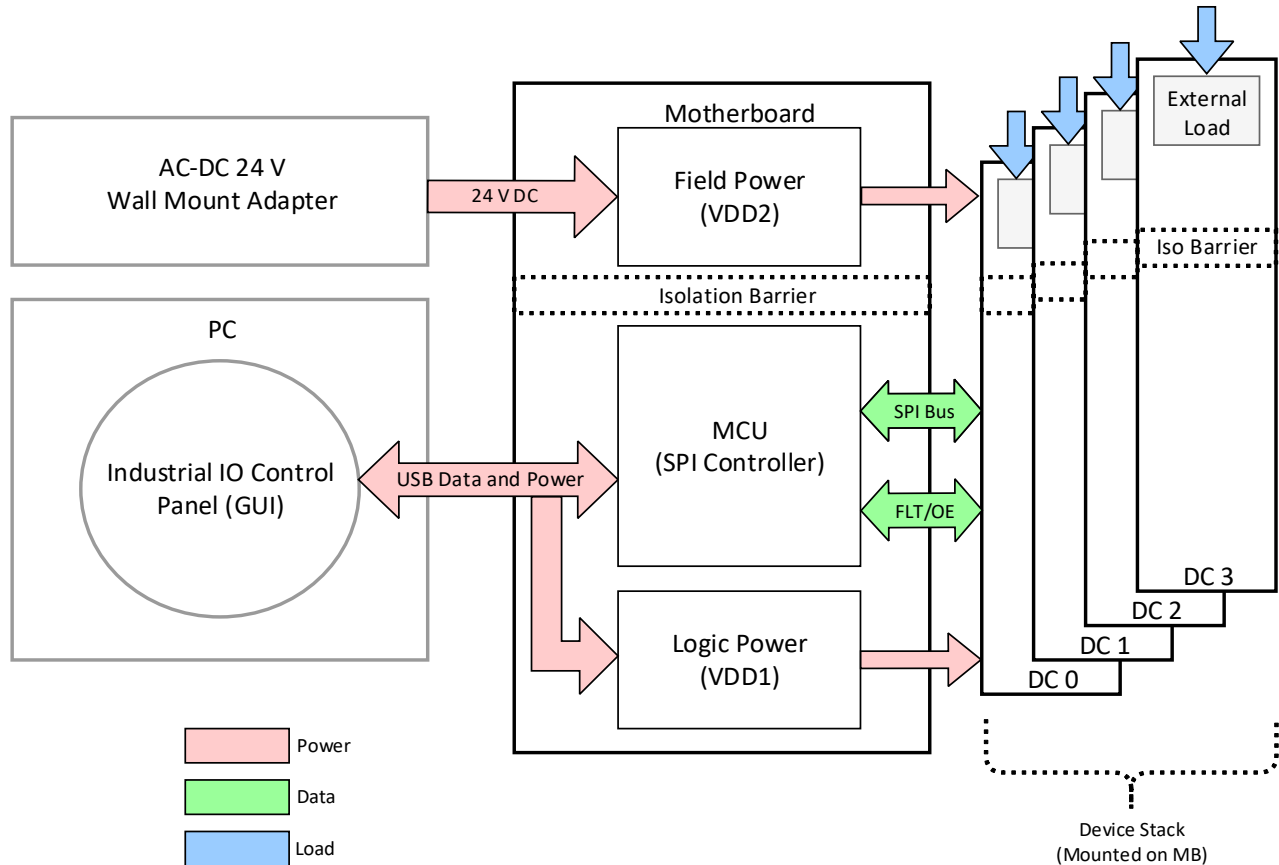 AC-DC 24 V
Wall Mount Adapter
24 V DC
Motherboard
Field Power
(VDD2)
External
Load
Iso Barrier
Isolation Barrier
PC
Industrial IO Control
Panel (GUI)
USB Data and Power
MCU
(SPI Controller)
SPI Bus
FLT/OE
Logic Power
(VDD1)
DC 3
DC 2
DC 1
DC 0
Power
Data
Load
Device Stack
(Mounted on MB)